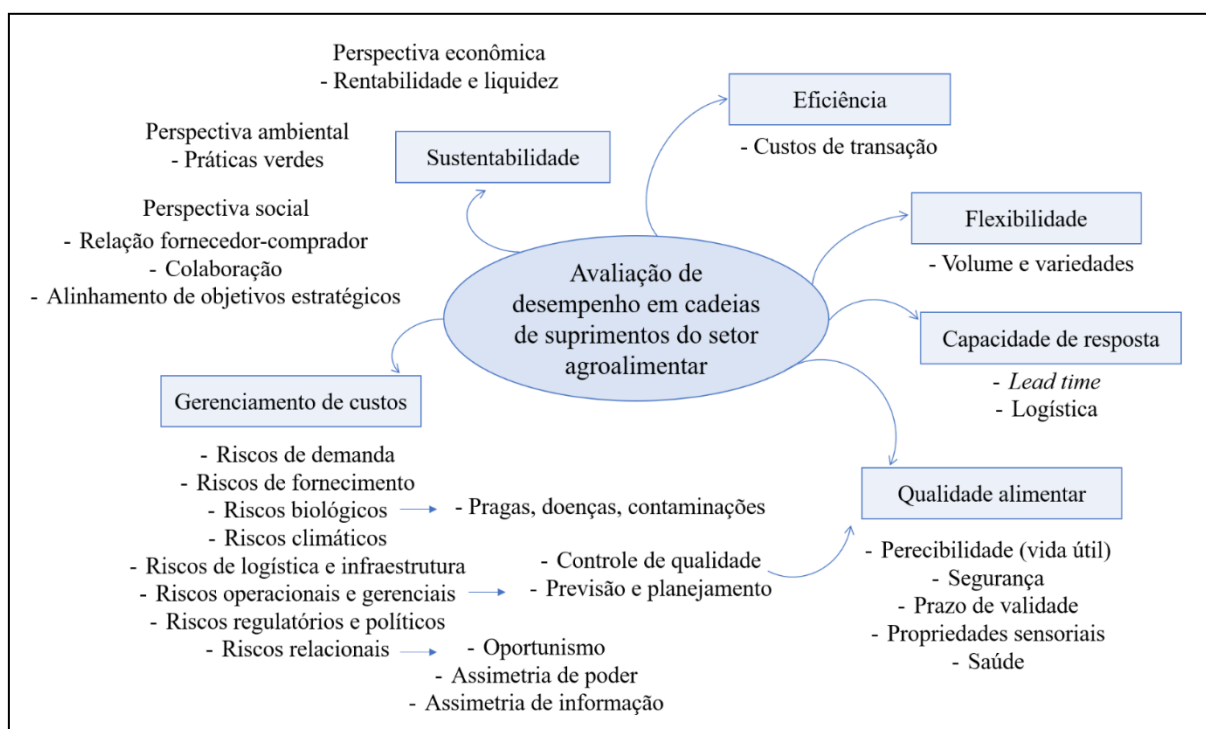 Perspectiva econômica
- Rentabilidade e liquidez
Perspectiva ambiental
- Práticas verdes
Perspectiva social
- Relação fornecedor-comprador
- Colaboração
- Alinhamento de objetivos estratégicos
Sustentabilidade
Eficiência
- Custos de transação
Flexibilidade
- Volume e variedades
Avaliação de
desempenho em cadeias
de suprimentos do setor
agroalimentar
Capacidade de resposta
- Lead time
- Logística
Gerenciamento de custos
- Riscos de demanda
- Riscos de fornecimento
- Riscos biológicos
- Riscos climáticos
- Riscos de logística e infraestrutura
- Riscos operacionais e gerenciais
- Riscos regulatórios e políticos
- Riscos relacionais
- Pragas, doenças, contaminações
- Controle de qualidade
- Previsão e planejamento
- Oportunismo
- Assimetria de poder
- Assimetria de informação
Qualidade alimentar
- Perecibilidade (vida útil)
- Segurança
- Prazo de validade
- Propriedades sensoriais
- Saúde